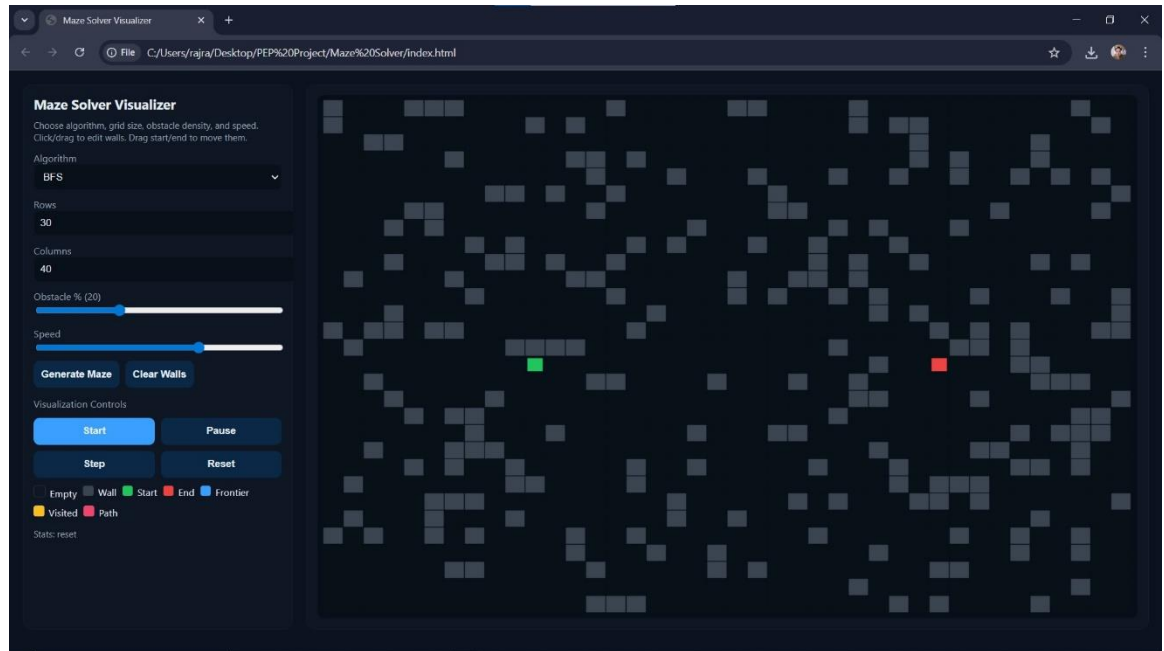 Maze Solver Visualizer
File C:/Users/rajra/Desktop/PEP%20Project/Maze%20Solver/index.html
Maze Solver Visualizer
Choose algorithm, grid size, obstacle density, and speed.
Click/drag to edit walls. Drag start/end to move them.
Algorithm
BFS
Rows
30
Columns
40
Obstacle % (20)
Speed
Generate Maze Clear Walls
Visualization Controls
Start Pause
Step Reset
Empty Wall Start End Frontier
Visited Path
Stats: reset